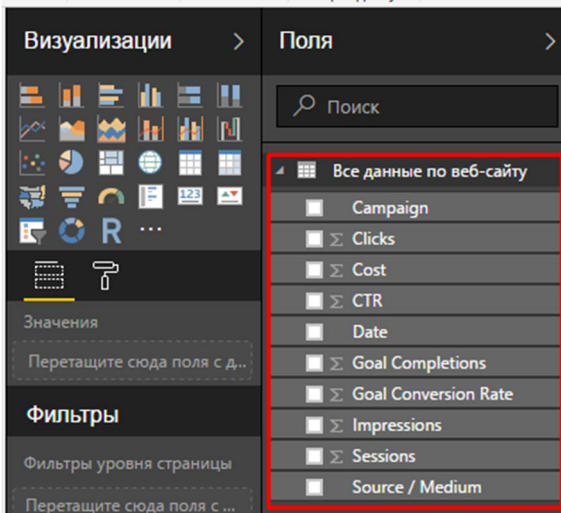 Визуализации >
Поля >
Поиск
Все данные по веб-сайту
Campaign
Σ Clicks
Σ Cost
Σ CTR
Date
Σ Goal Completions
Σ Goal Conversion Rate
Σ Impressions
Σ Sessions
Source / Medium
123
R ...
Значения
Перетащите сюда поля с д...
Фильтры
Фильтры уровня страницы
Перетащите сюда поля с ...